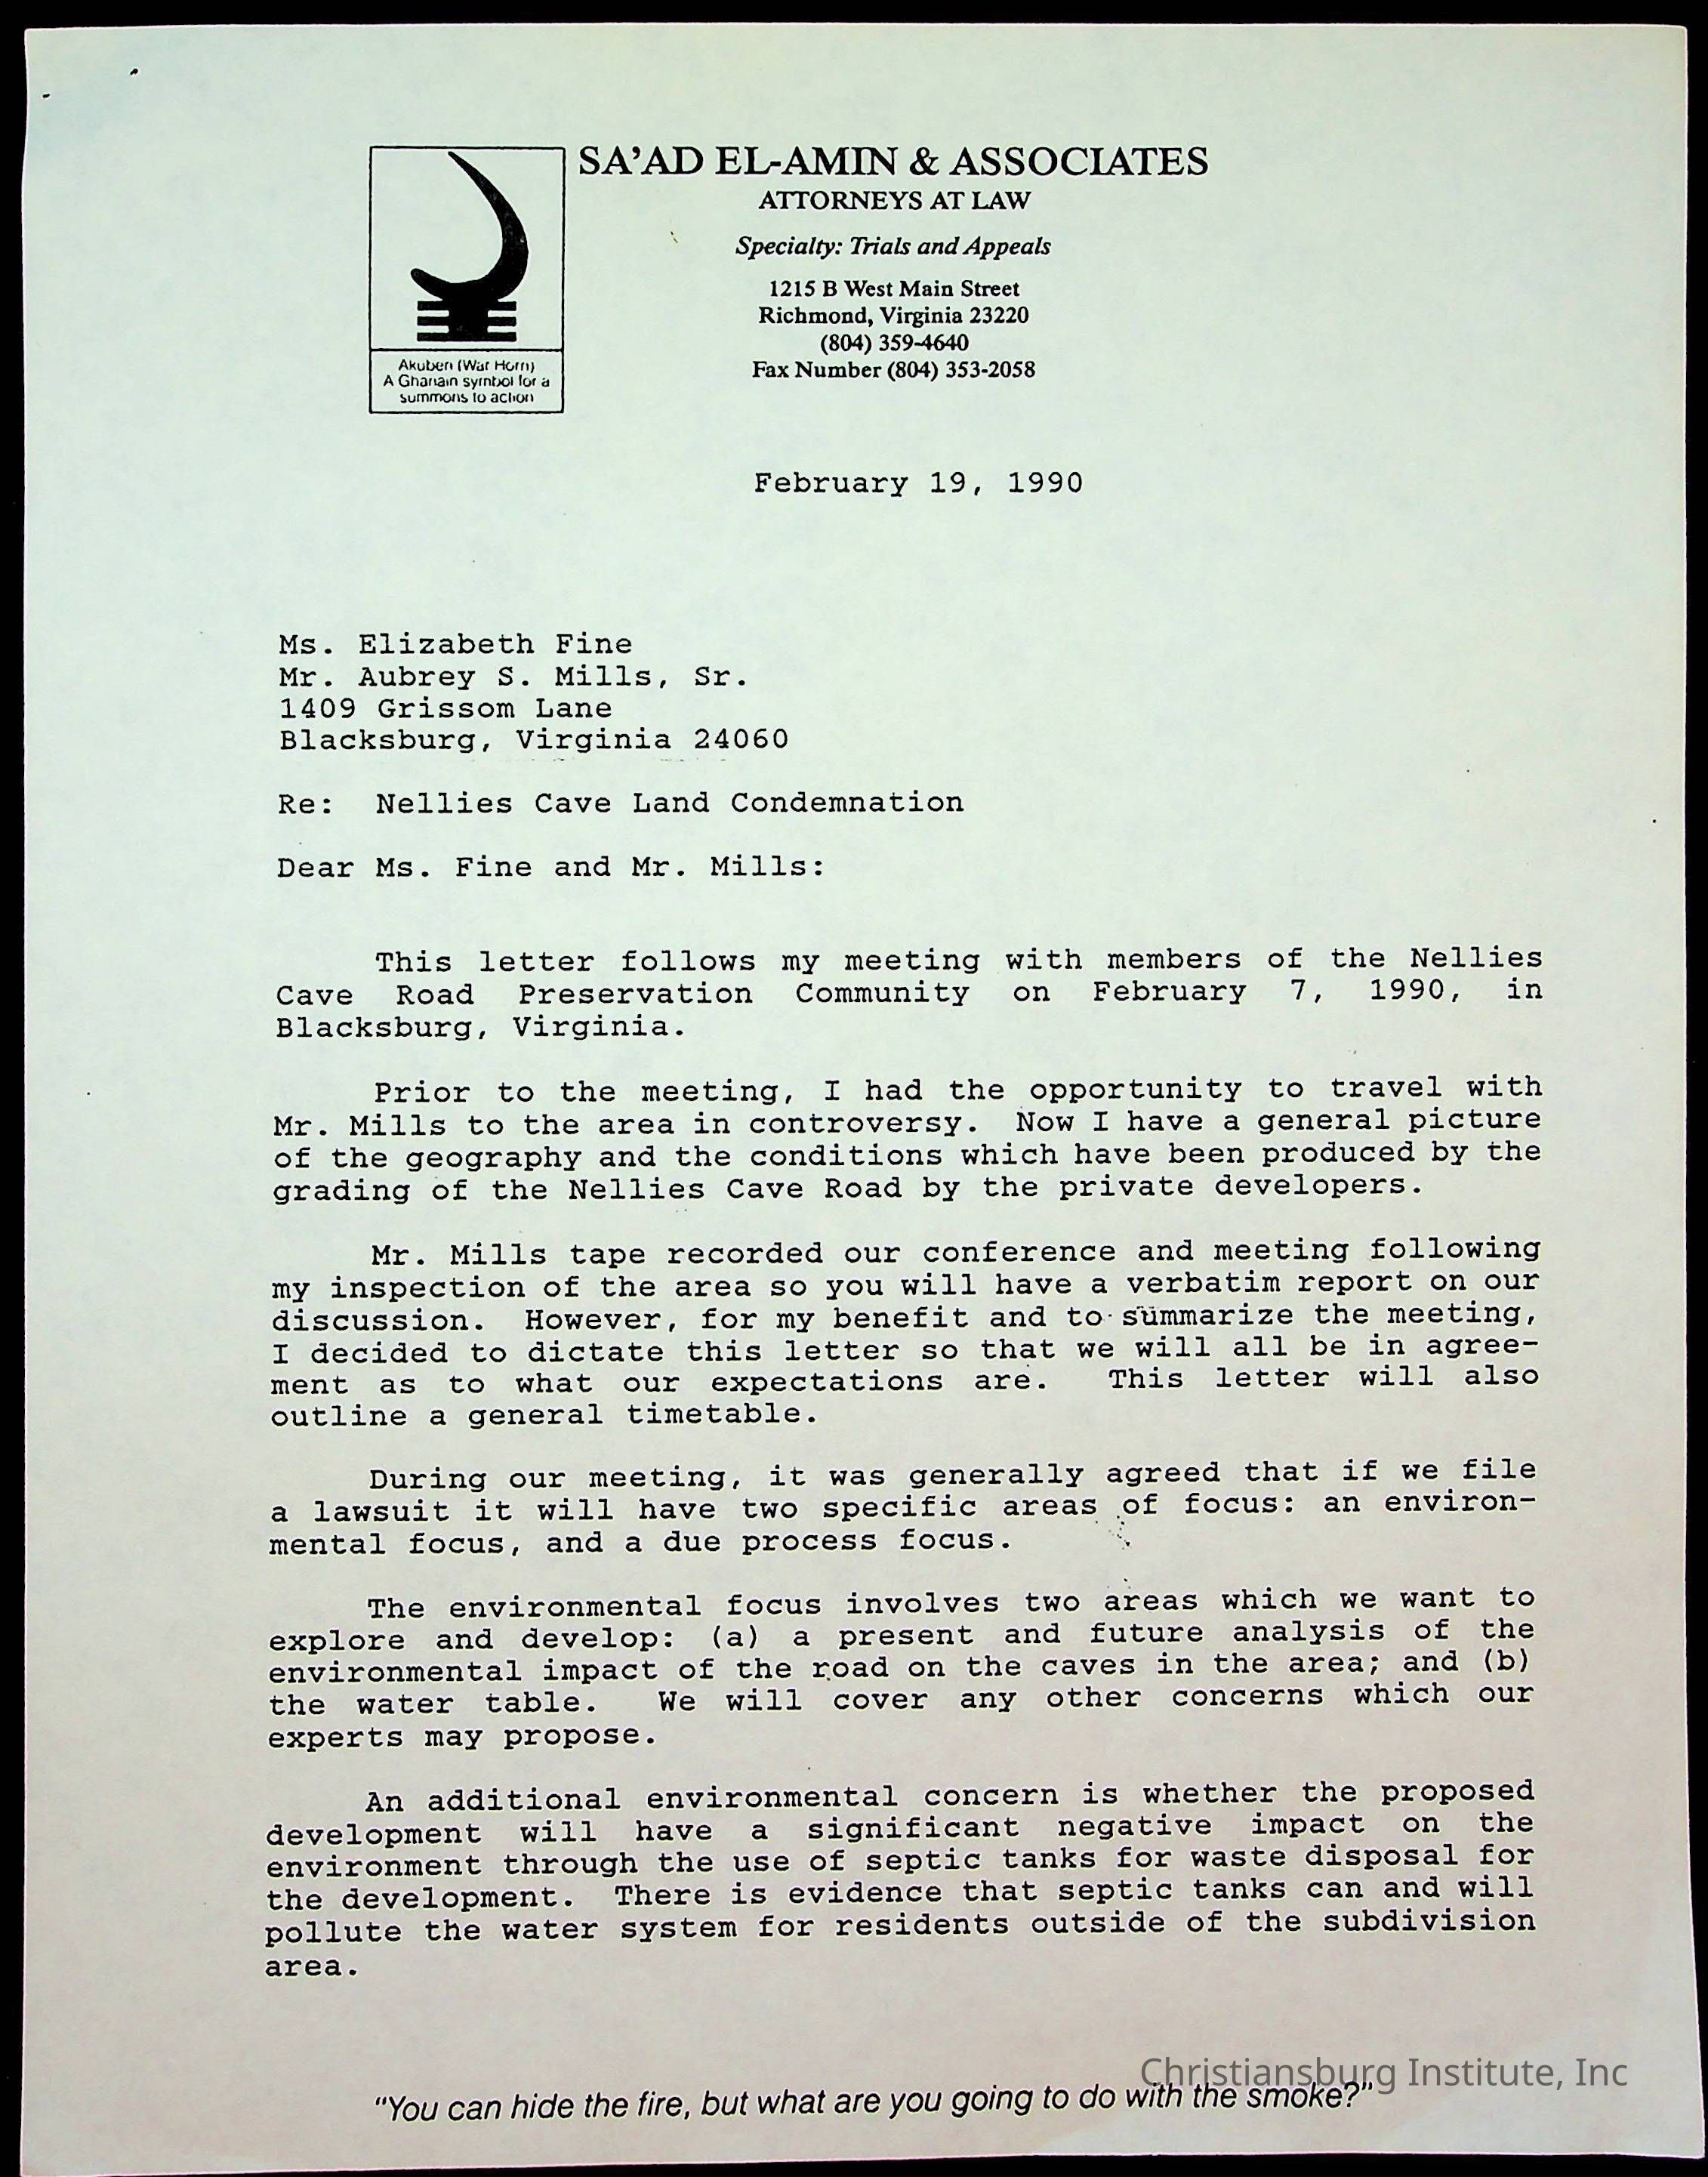 SA'AD EL-AMIN & ASSOCIATES
ATTORNEYS AT LAW
Specialty: Trials and Appeals
1215 B West Main Street
Richmond, Virginia 23220
(804) 359-4640
Fax Number (804) 353-2058
Akuben (War Horn)
A Ghanain symbol for a
summons to action
February 19, 1990
Ms. Elizabeth Fine
Mr. Aubrey S. Mills, Sr.
1409 Grissom Lane
Blacksburg, Virginia 24060
Re: Nellies Cave Land Condemnation
Dear Ms. Fine and Mr. Mills:
This letter follows my meeting with members of the Nellies
Cave Road Preservation Community on February 7, 1990, in
Blacksburg, Virginia.
Prior to the meeting, I had the opportunity to travel with
Mr. Mills to the area in controversy. Now I have a general picture
of the geography and the conditions which have been produced by the
grading of the Nellies Cave Road by the private developers.
Mr. Mills tape recorded our conference and meeting following
my inspection of the area so you will have a verbatim report on our
discussion. However, for my benefit and to summarize the meeting,
I decided to dictate this letter so that we will all be in agree-
ment as to what our expectations are. This letter will also
outline a general timetable.
During our meeting, it was generally agreed that if we file
a lawsuit it will have two specific areas of focus: an environ-
mental focus, and a due process focus.
The environmental focus involves two areas which we want to
explore and develop: (a) a present and future analysis of the
environmental impact of the road on the caves in the area; and (b)
the water table. We will cover any other concerns which our
experts may propose.
An additional environmental concern is whether the proposed
development will have a significant negative impact on the
environment through the use of septic tanks for waste disposal for
the development. There is evidence that septic tanks can and will
pollute the water system for residents outside of the subdivision
area.
Christiansburg Institute, Inc
"You can hide the fire, but what are you going to do with the smoke?"